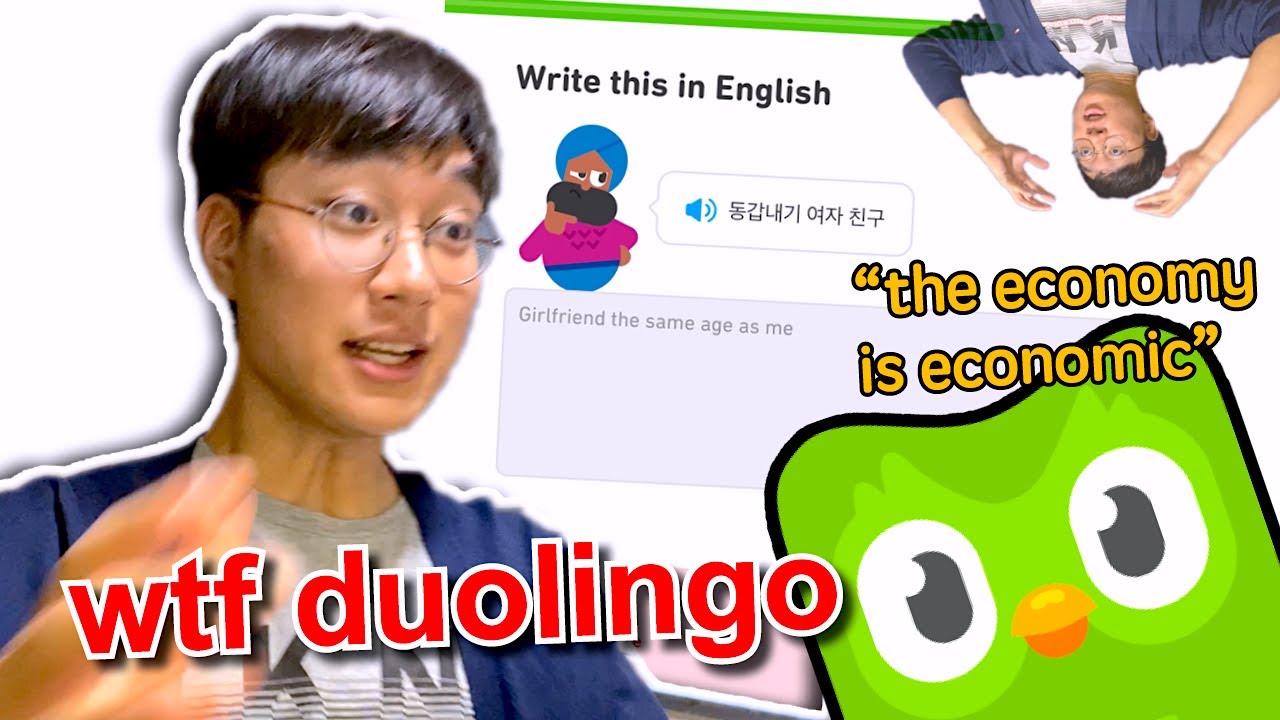 Write this in English
동갑내기 여자 친구
Girlfriend the same age as me
“the economy
is economic”
wtf duolingo